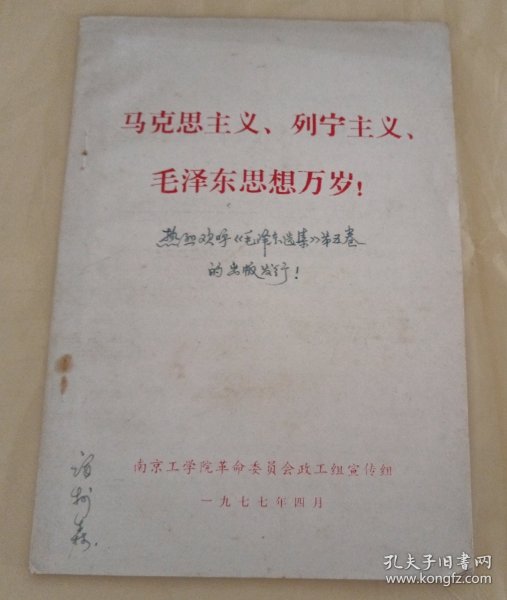 马克思主义、列宁主义、
毛泽东思想万岁！
热烈欢呼《毛泽东选集》第五卷
的出版发行！
南京工学院革命委员会政工组宣传组
一九七七年四月
孔夫子旧书网
www.kongfz.com